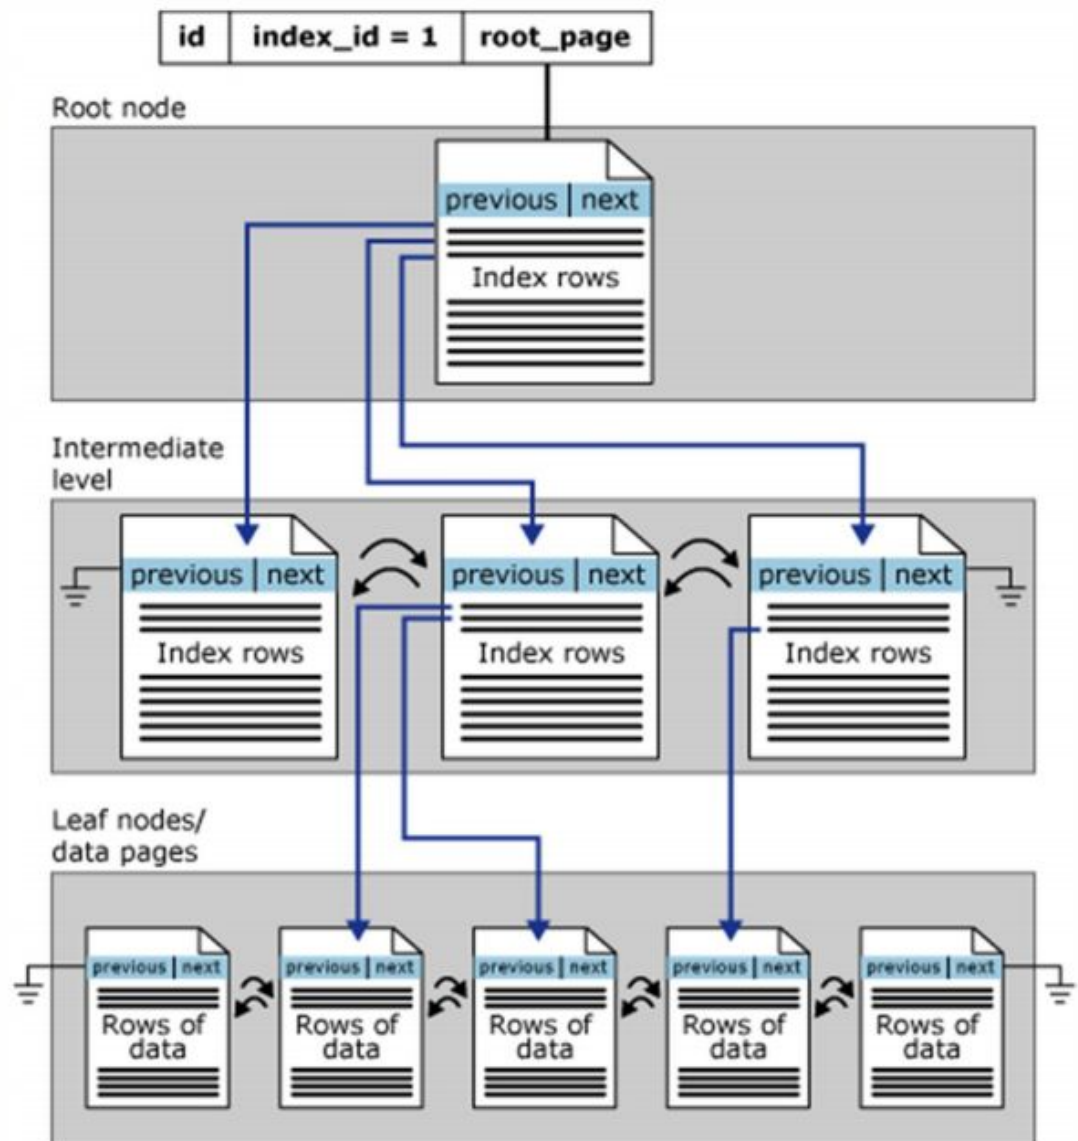 id index_id = 1 root_page
Root node
previous next
Index rows
Intermediate
level
previous next previous next previous next
Index rows Index rows Index rows
Leaf nodes/
data pages
previous next previous next previous next previous next previous next
Rows of Rows of Rows of Rows of Rows of
data data data data data